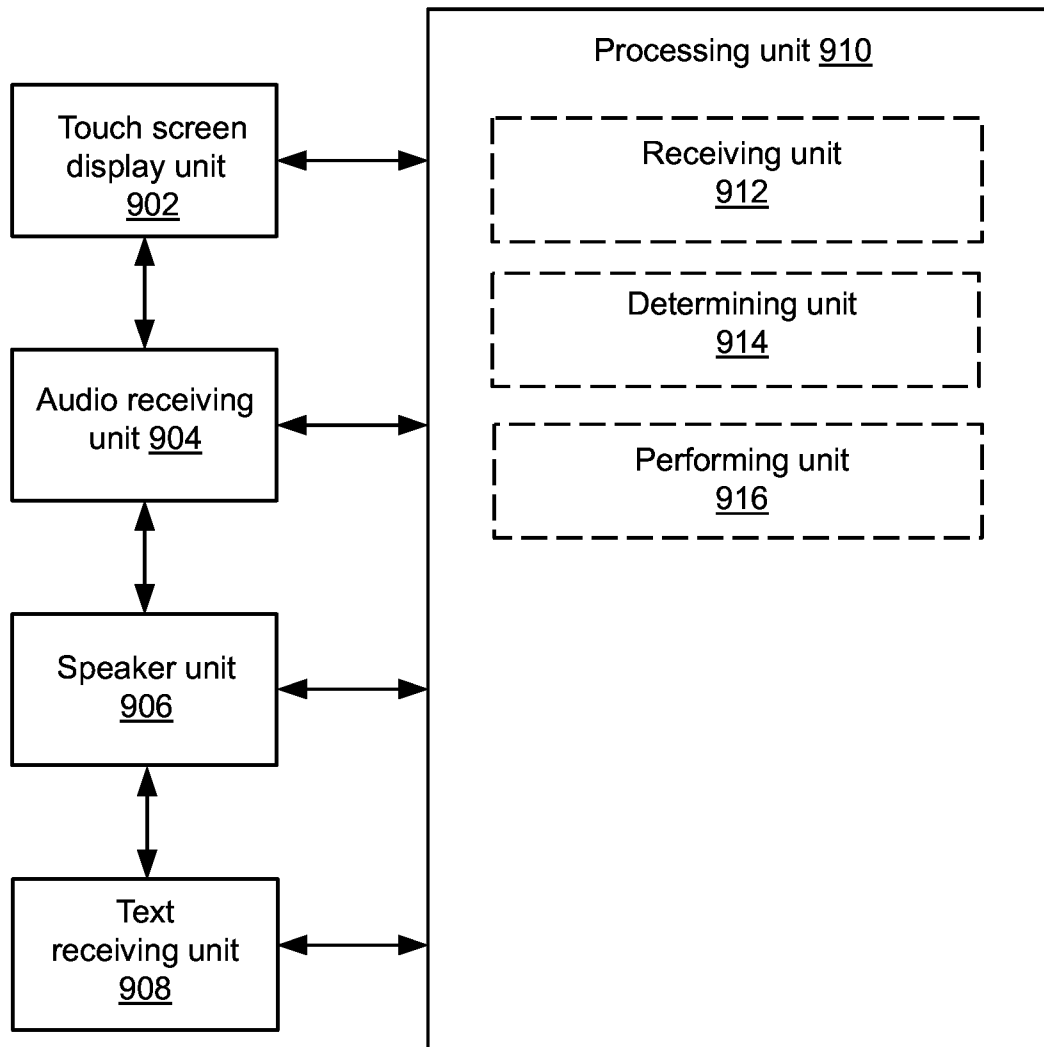 Processing unit 910
Touch screen
display unit
902
Receiving unit
912
Determining unit
914
Audio receiving
unit 904
Performing unit
916
Speaker unit
906
Text
receiving unit
908